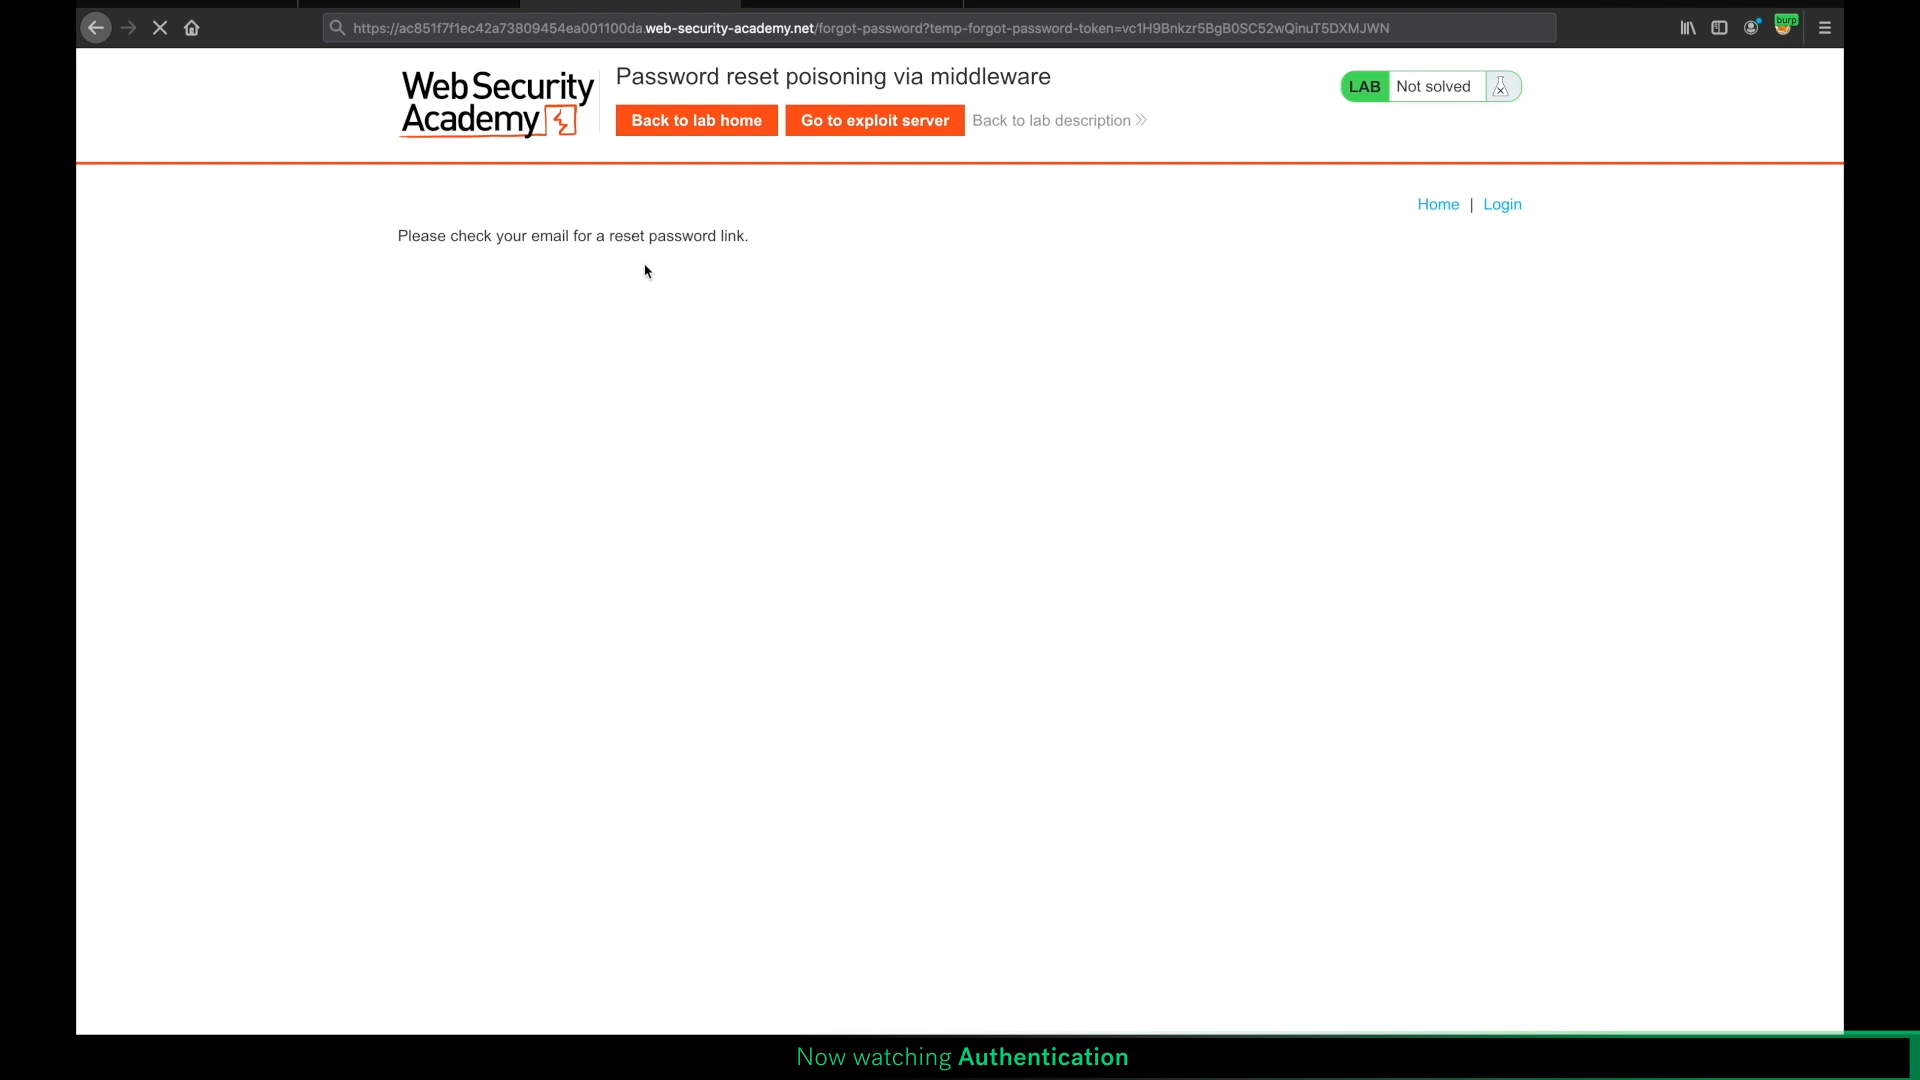 https://ac851f7f1ec42a73809454ea001100da.web-security-academy.net/forgot-password?temp-forgot-password-token=vc1H9Bnkzr5BgB0SC52wQinuT5DXMJWN
burp
Web Security
Academy
Password reset poisoning via middleware
Back to lab home
Go to exploit server
Back to lab description
LAB
Not solved
Home | Login
Please check your email for a reset password link.
Now watching Authentication